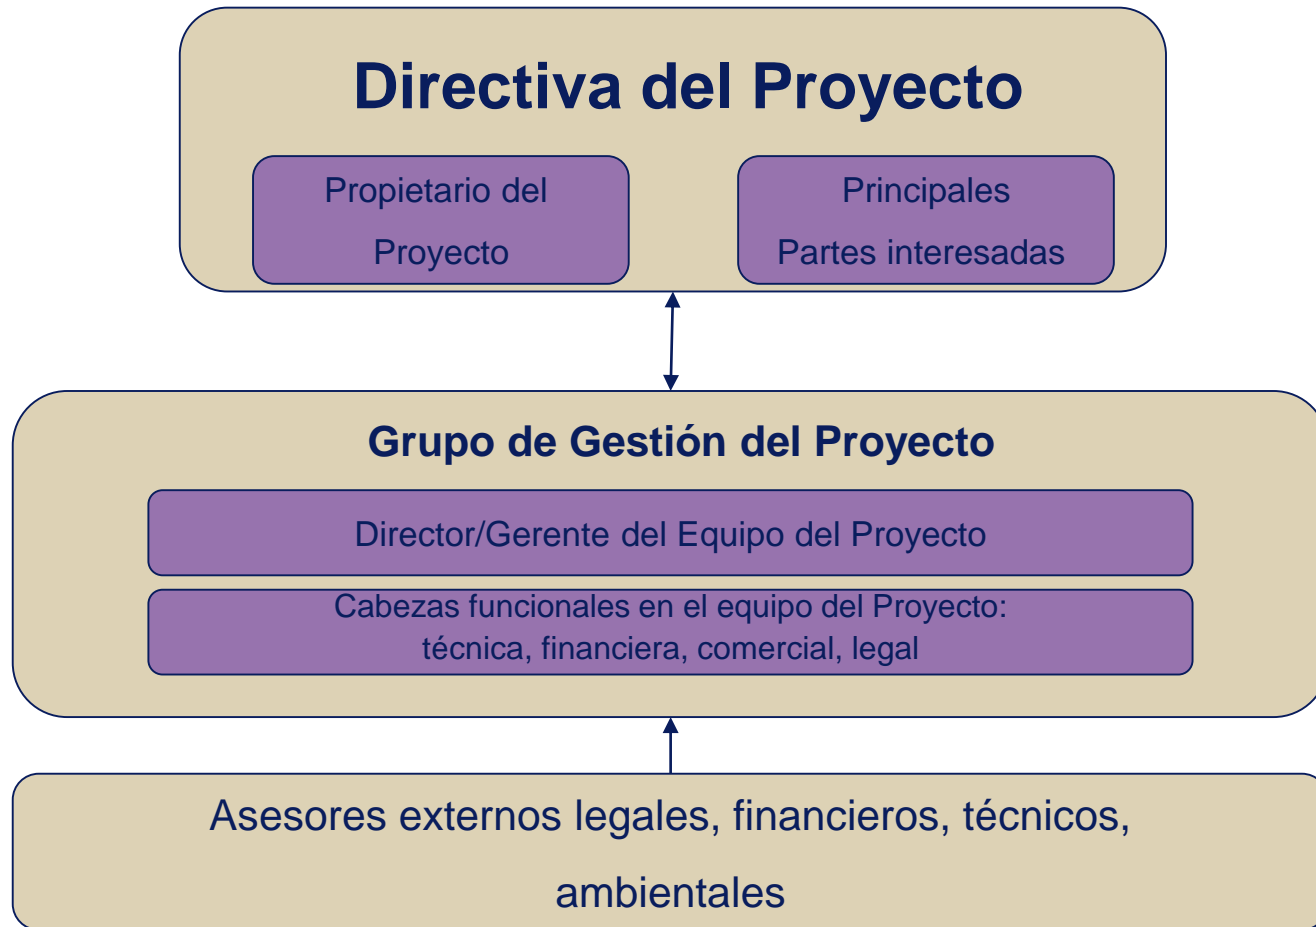 Directiva del Proyecto
Propietario del
Proyecto
Principales
Partes interesadas
Grupo de Gestión del Proyecto
Director/Gerente del Equipo del Proyecto
Cabezas funcionales en el equipo del Proyecto:
técnica, financiera, comercial, legal
Asesores externos legales, financieros, técnicos,
ambientales